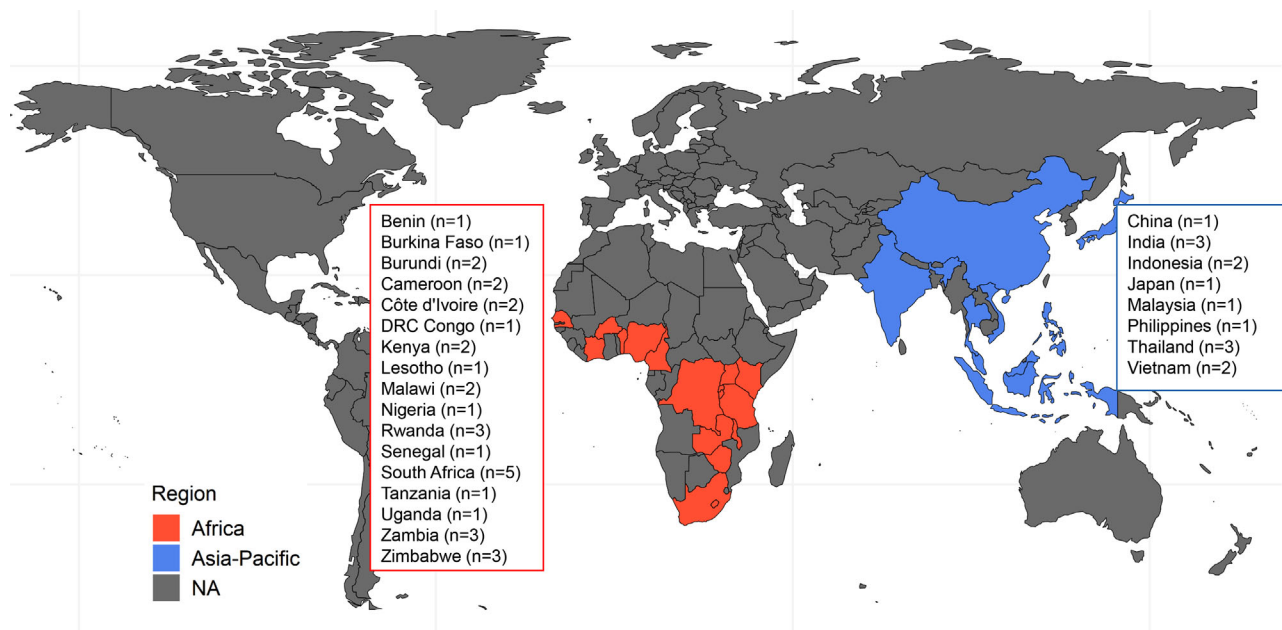 Benin (n=1)
Burkina Faso (n=1)
Burundi (n=2)
Cameroon (n=2)
Côte d'Ivoire (n=2)
DRC Congo (n=1)
Kenya (n=2)
Lesotho (n=1)
Malawi (n=2)
Nigeria (n=1)
Rwanda (n=3)
Senegal (n=1)
South Africa (n=5)
Tanzania (n=1)
Uganda (n=1)
Zambia (n=3)
Zimbabwe (n=3)
China (n=1)
India (n=3)
Indonesia (n=2)
Japan (n=1)
Malaysia (n=1)
Philippines (n=1)
Thailand (n=3)
Vietnam (n=2)
Region
Africa
Asia-Pacific
NA